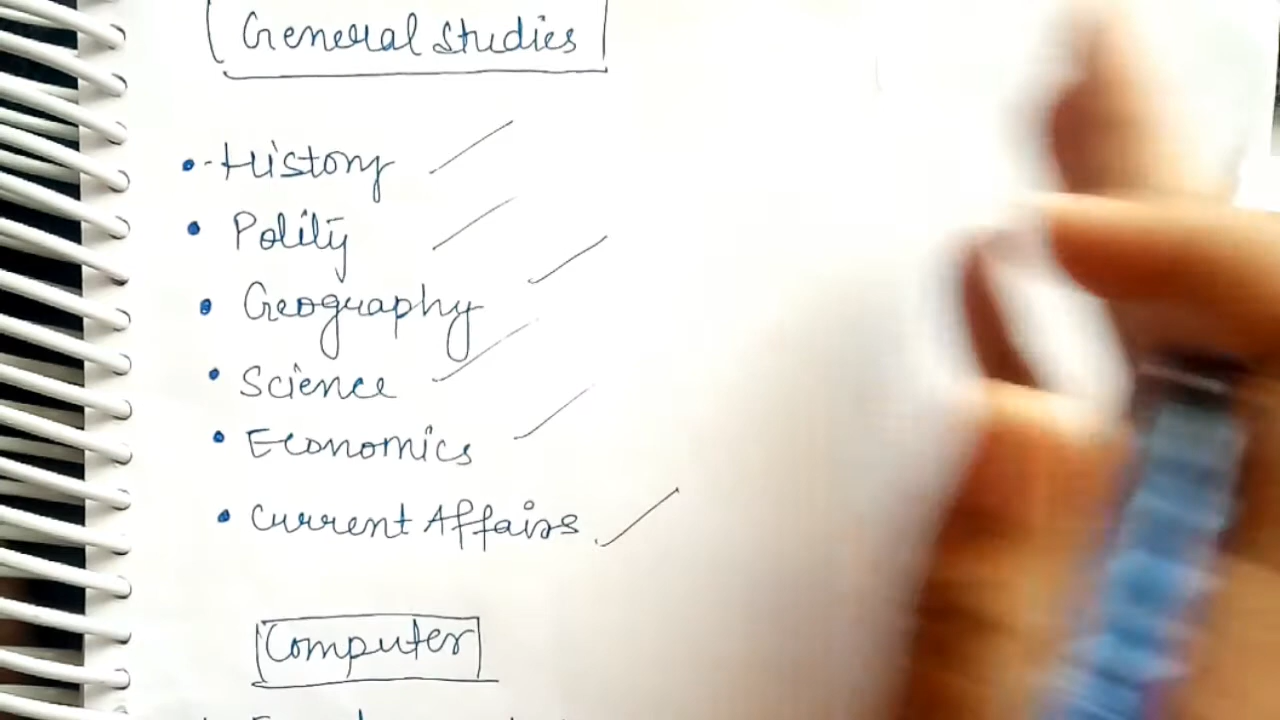 General Studies
• History
• Polity
• Geography
• Science
• Economics
• Current Affairs
Computer